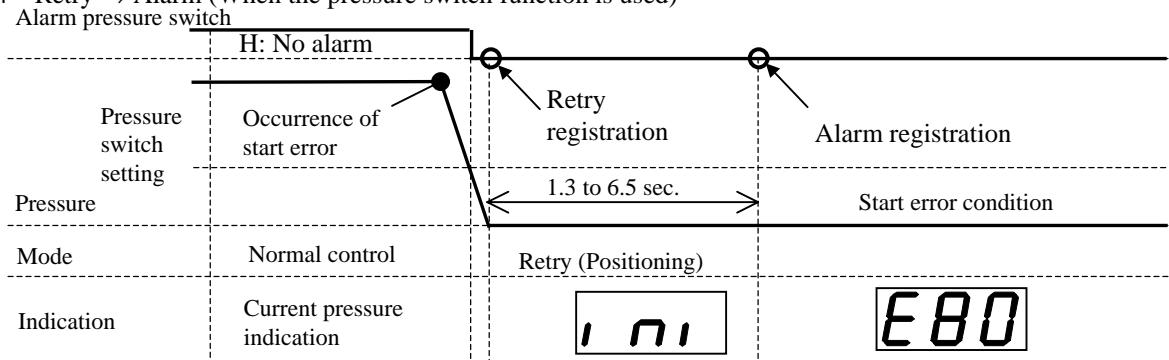 Retry → Alarm (When the pressure switch function is used)
Alarm pressure switch
H: No alarm
Pressure
switch
setting
Occurrence of
start error
Retry
registration
Alarm registration
1.3 to 6.5 sec.
Pressure
Start error condition
Mode
Normal control
Retry (Positioning)
Indication
Current pressure
indication
ini
E80